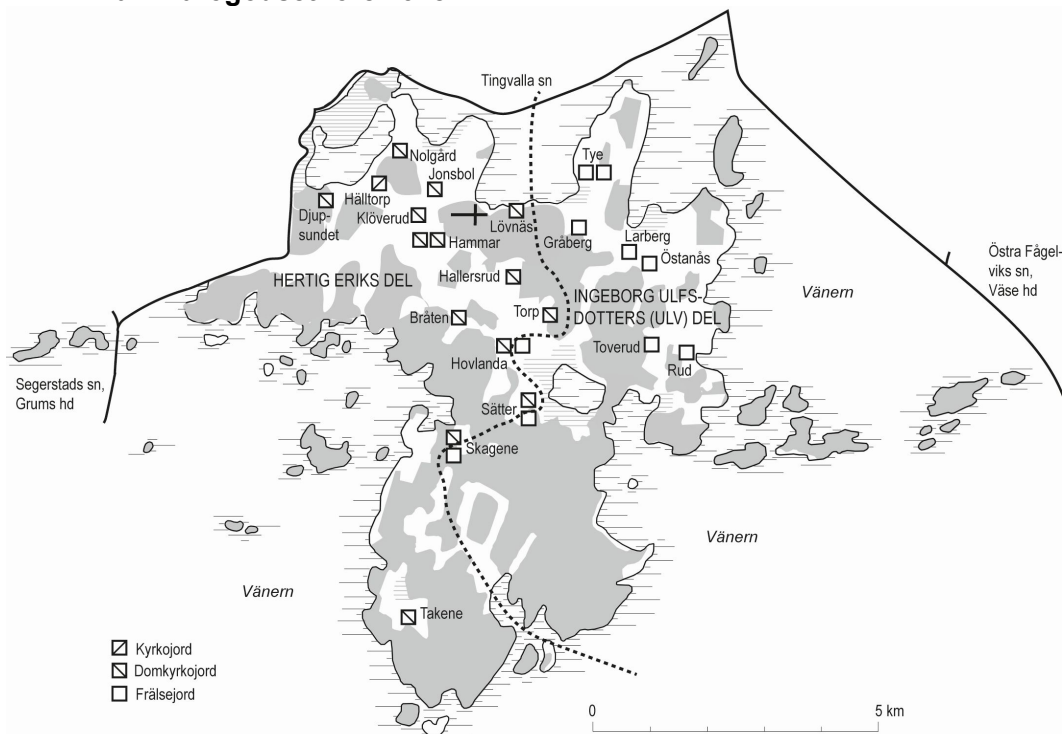 Tingvalla sn
Nolgård
Jonsbol
Tye
Hälltorp
Djup-
sundet
Klöverud
Lövnäs
Gråberg
Larberg
Hammar
Östanås
Östra Fågel-
viks sn,
Väse hd
Hallersrud
HERTIG ERIKS DEL
INGEBORG ULFS-
DOTTERS (ULV) DEL
Vänern
Bråten
Torp
Toverud
Hovlanda
Rud
Segerstads sn,
Grums hd
Sätter
Skagene
Vänern
Vänern
Takene
Kyrkojord
Domkyrkojord
Frälsejord
0
5 km